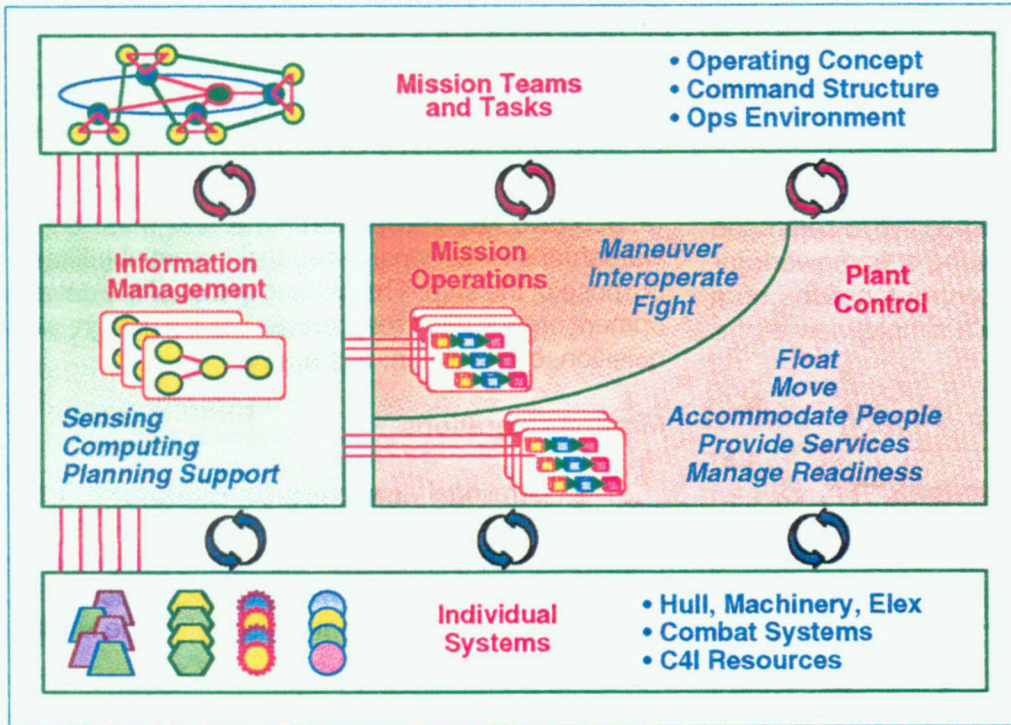 Mission Teams
and Tasks
• Operating Concept
• Command Structure
• Ops Environment
Information
Management
Sensing
Computing
Planning Support
Mission
Operations
Maneuver
Interoperate
Fight
Plant
Control
Float
Move
Accommodate People
Provide Services
Manage Readiness
Individual
Systems
• Hull, Machinery, Elex
• Combat Systems
• C4I Resources